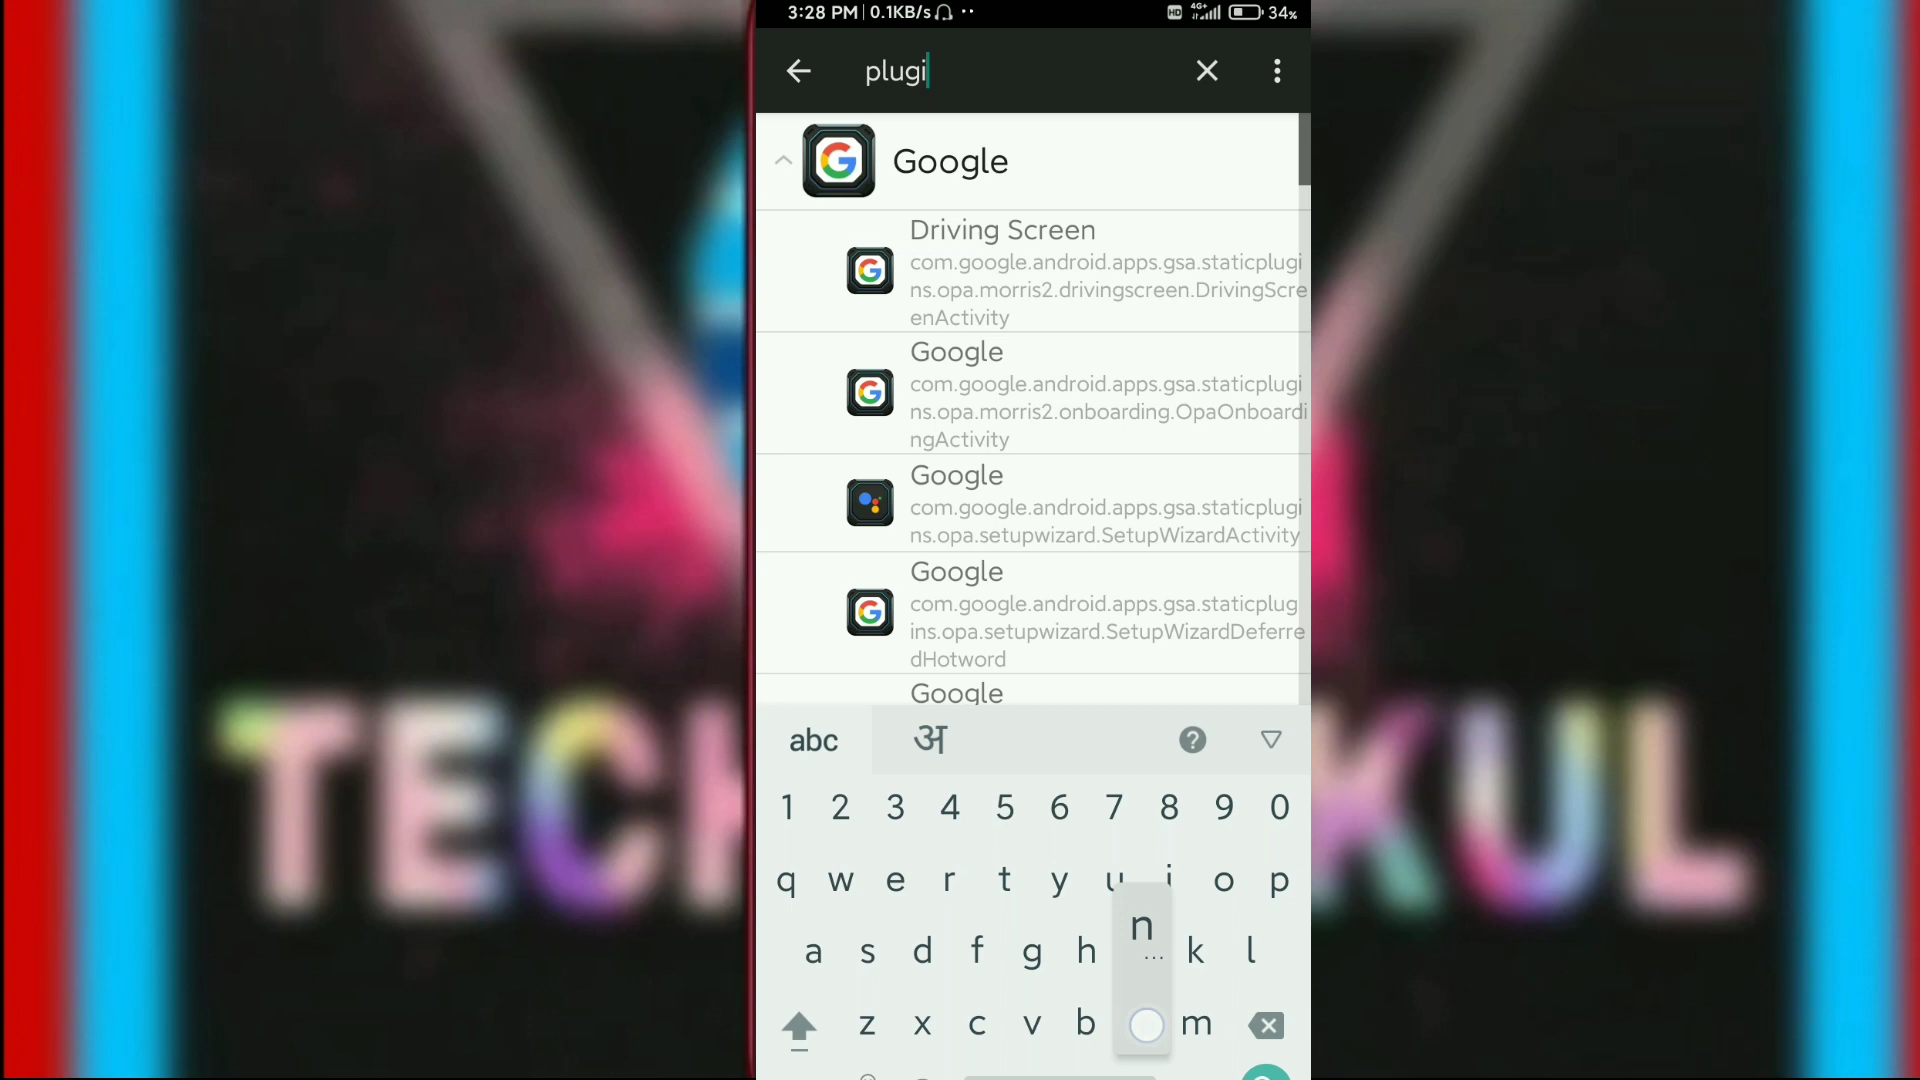 3:28 PM 0.1KB/s HD 4G+ 34%
plugi
Google
Driving Screen
com.google.android.apps.gsa.staticplugi
ns.opa.morris2.drivingscreen.DrivingScre
enActivity
Google
com.google.android.apps.gsa.staticplugi
ns.opa.morris2.onboarding.OpaOnboardi
ngActivity
Google
com.google.android.apps.gsa.staticplugi
ns.opa.setupwizard.SetupWizardActivity
Google
com.google.android.apps.gsa.staticplug
ins.opa.setupwizard.SetupWizardDeferre
dHotword
Google
abc अ ?
1 2 3 4 5 6 7 8 9 0
q w e r t y u i o p
n
...
a s d f g h k l
z x c v b m
TECH KUL